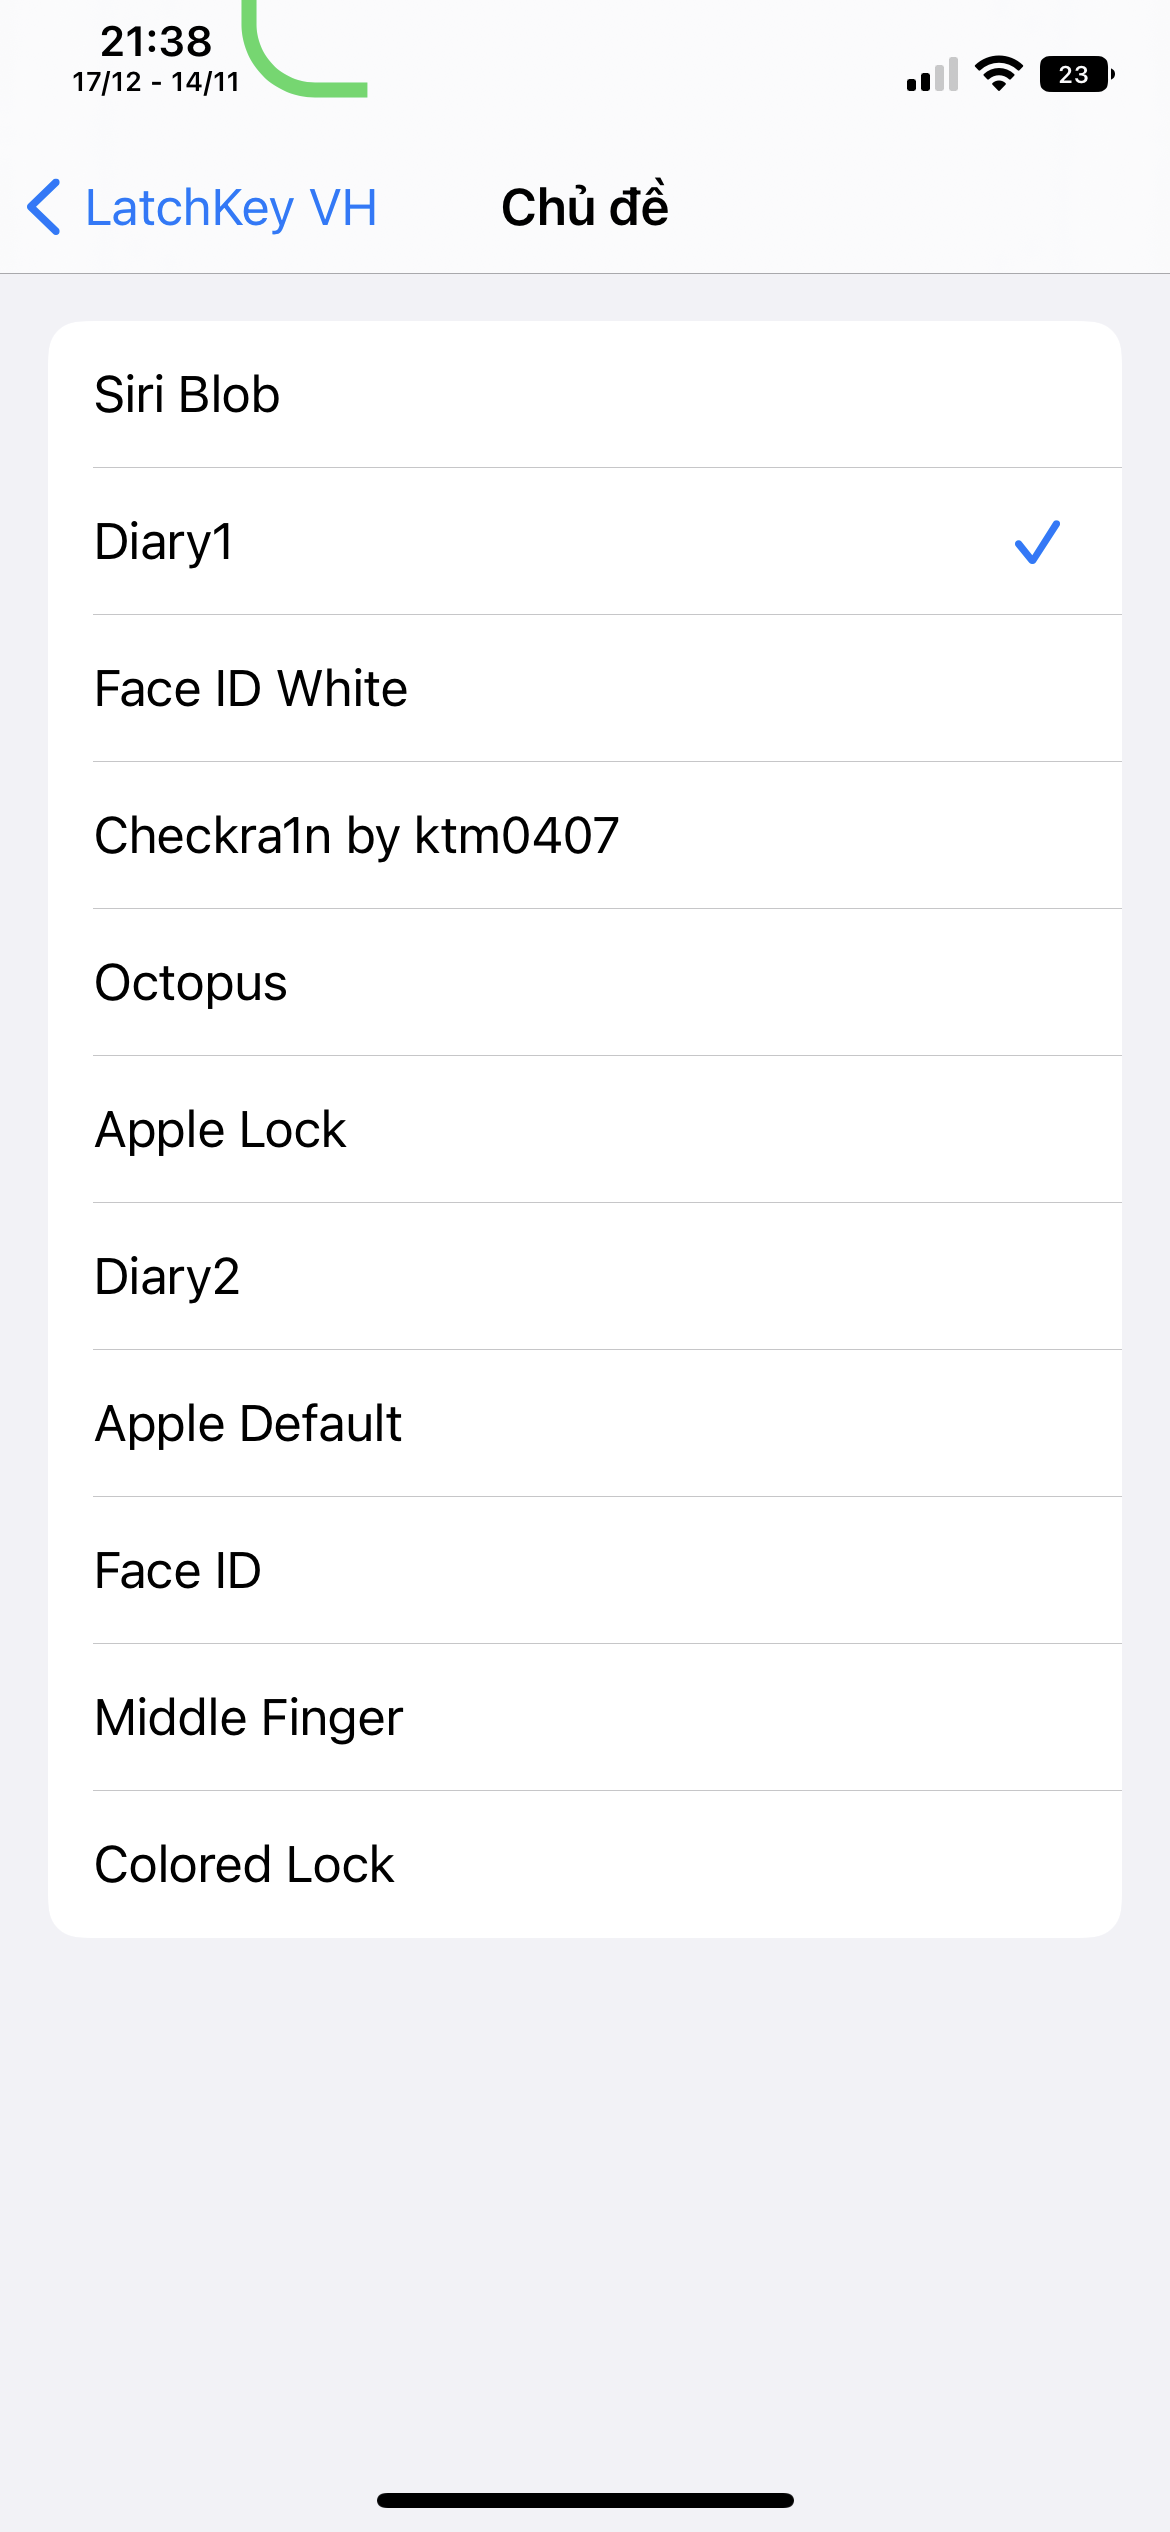 21:38
17/12 - 14/11
23
LatchKey VH
Chủ đề
Siri Blob
Diary1
Face ID White
Checkra1n by ktm0407
Octopus
Apple Lock
Diary2
Apple Default
Face ID
Middle Finger
Colored Lock